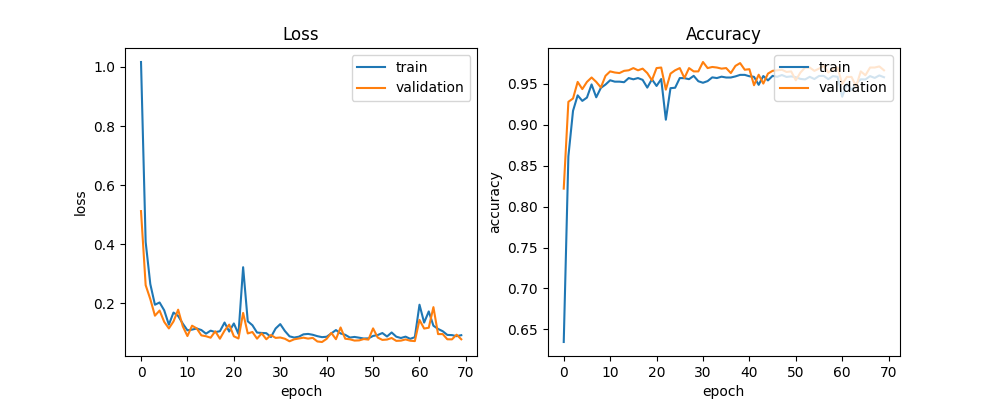 Loss
Accuracy
train
validation
train
validation
loss
1.0
0.8
0.6
0.4
0.2
0 10 20 30 40 50 60 70
epoch
accuracy
0.95
0.90
0.85
0.80
0.75
0.70
0.65
0 10 20 30 40 50 60 70
epoch